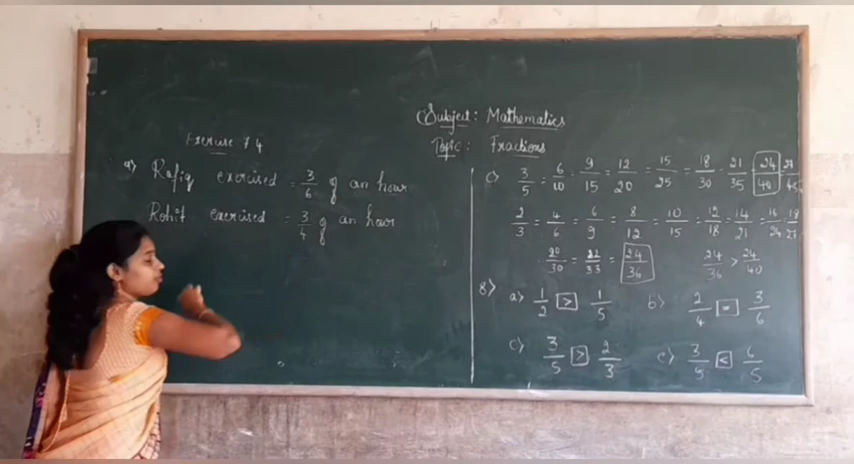 Subject: Mathematics
Topic: Fractions
Exercise 7.4
9) Rafiq exercised = 3/6 of an hour
Rohit exercised = 3/4 of an hour
c) 3/5 = 6/10 = 9/15 = 12/20 = 15/25 = 18/30 = 21/35 = 24/40
2/3 = 4/6 = 6/9 = 8/12 = 10/15 = 12/18 = 14/21 = 16/24 = 18/27
20/30 = 22/33 = 24/36
24/36 > 24/40
8) a) 1/2 > 1/5 b) 2/4 = 3/6
c) 3/5 > 2/3 e) 3/5 < 6/5